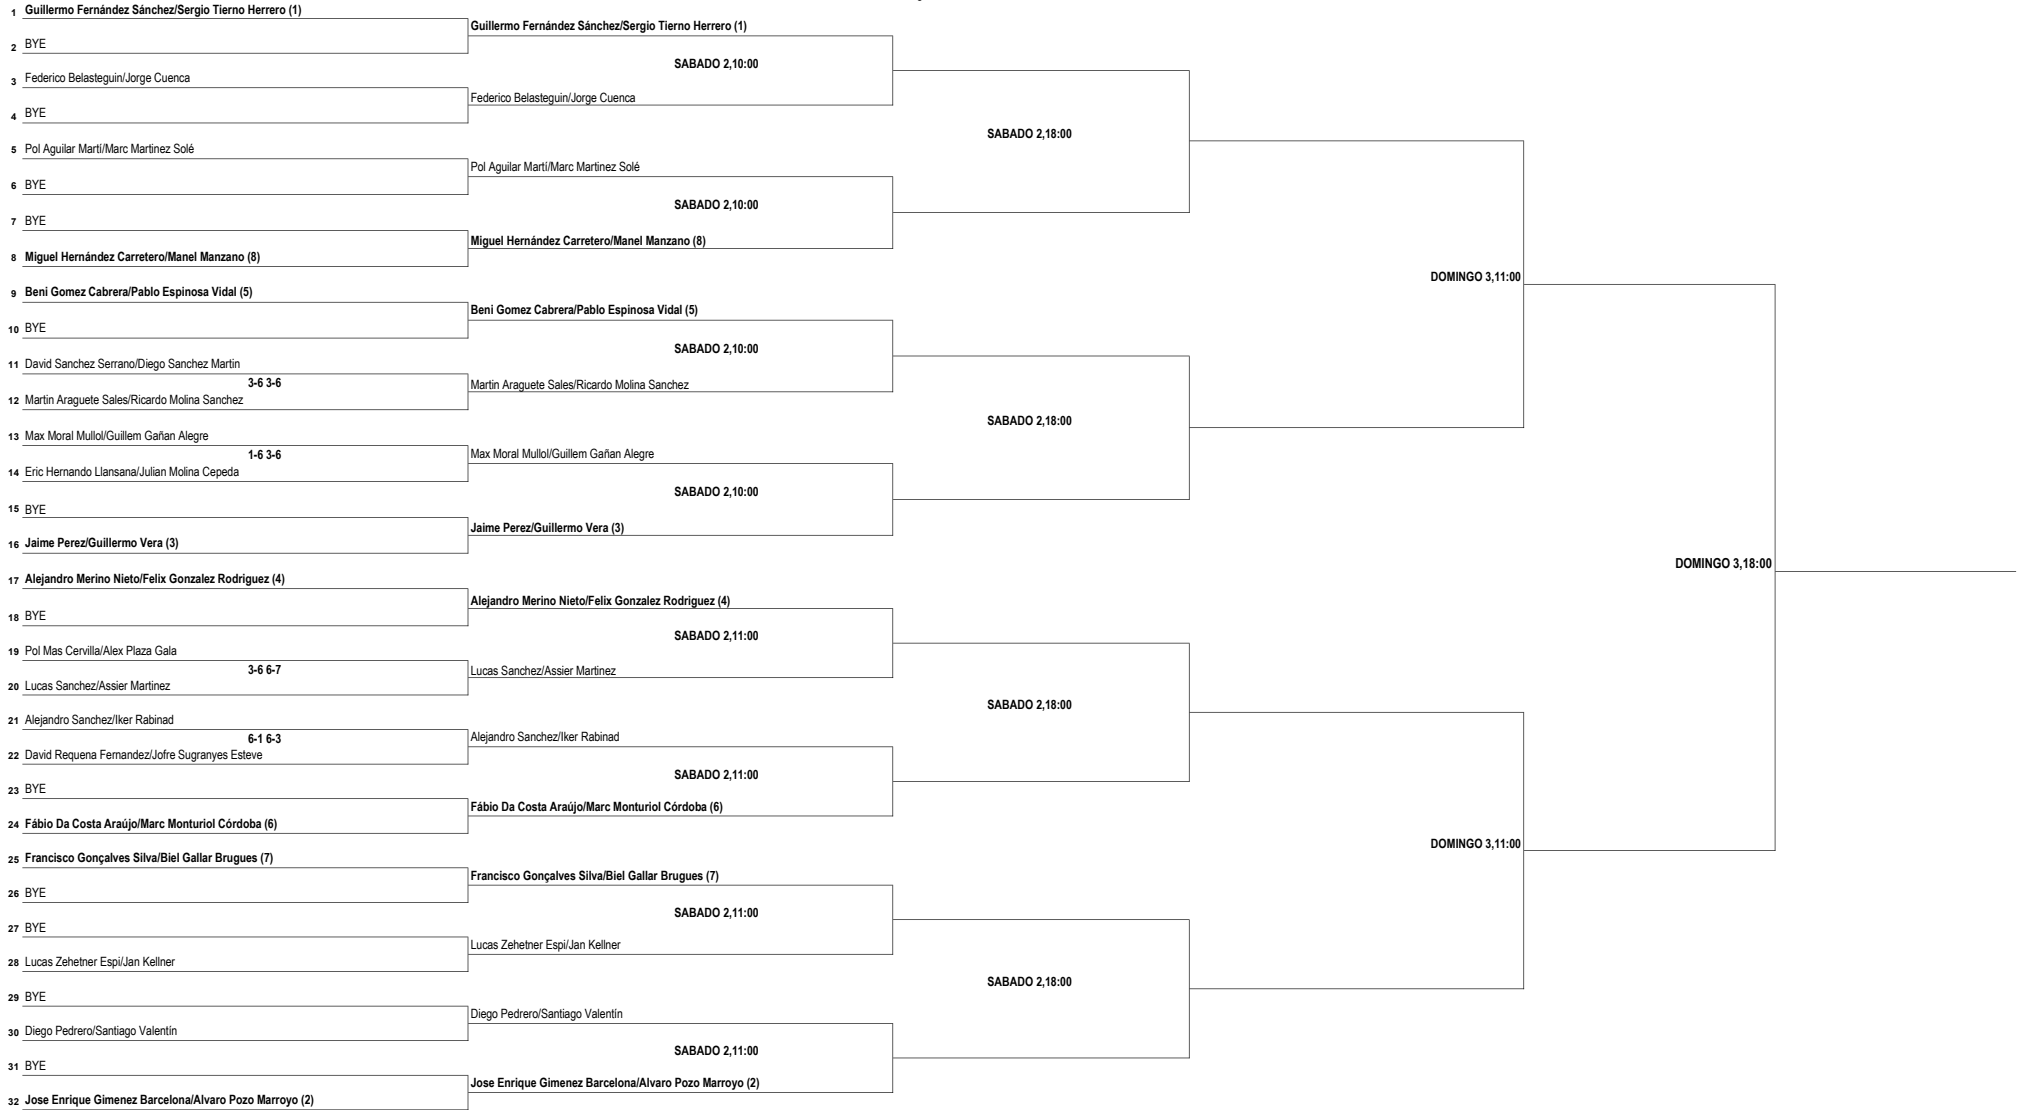 1 Guillermo Fernández Sánchez/Sergio Tierno Herrero (1)
Guillermo Fernández Sánchez/Sergio Tierno Herrero (1)
2 BYE
SABADO 2,10:00
3 Federico Belasteguin/Jorge Cuenca
Federico Belasteguin/Jorge Cuenca
4 BYE
SABADO 2,18:00
5 Pol Aguilar Martí/Marc Martinez Solé
Pol Aguilar Martí/Marc Martinez Solé
6 BYE
SABADO 2,10:00
7 BYE
Miguel Hernández Carretero/Manel Manzano (8)
8 Miguel Hernández Carretero/Manel Manzano (8)
DOMINGO 3,11:00
9 Beni Gomez Cabrera/Pablo Espinosa Vidal (5)
Beni Gomez Cabrera/Pablo Espinosa Vidal (5)
10 BYE
SABADO 2,10:00
11 David Sanchez Serrano/Diego Sanchez Martin
3-6 3-6
Martin Araguete Sales/Ricardo Molina Sanchez
12 Martin Araguete Sales/Ricardo Molina Sanchez
SABADO 2,18:00
13 Max Moral Mullol/Guillem Gañan Alegre
1-6 3-6
Max Moral Mullol/Guillem Gañan Alegre
14 Eric Hernando Llansana/Julian Molina Cepeda
SABADO 2,10:00
15 BYE
Jaime Perez/Guillermo Vera (3)
16 Jaime Perez/Guillermo Vera (3)
DOMINGO 3,18:00
17 Alejandro Merino Nieto/Felix Gonzalez Rodriguez (4)
Alejandro Merino Nieto/Felix Gonzalez Rodriguez (4)
18 BYE
SABADO 2,11:00
19 Pol Mas Cervilla/Alex Plaza Gala
3-6 6-7
Lucas Sanchez/Assier Martinez
20 Lucas Sanchez/Assier Martinez
SABADO 2,18:00
21 Alejandro Sanchez/Iker Rabinad
6-1 6-3
Alejandro Sanchez/Iker Rabinad
22 David Requena Fernandez/Jofre Sugranyes Esteve
SABADO 2,11:00
23 BYE
Fábio Da Costa Araújo/Marc Monturiol Córdoba (6)
24 Fábio Da Costa Araújo/Marc Monturiol Córdoba (6)
DOMINGO 3,11:00
25 Francisco Gonçalves Silva/Biel Gallar Brugues (7)
Francisco Gonçalves Silva/Biel Gallar Brugues (7)
26 BYE
SABADO 2,11:00
27 BYE
Lucas Zehetner Espi/Jan Kellner
28 Lucas Zehetner Espi/Jan Kellner
SABADO 2,18:00
29 BYE
Diego Pedrero/Santiago Valentín
30 Diego Pedrero/Santiago Valentín
SABADO 2,11:00
31 BYE
Jose Enrique Gimenez Barcelona/Alvaro Pozo Marroyo (2)
32 Jose Enrique Gimenez Barcelona/Alvaro Pozo Marroyo (2)